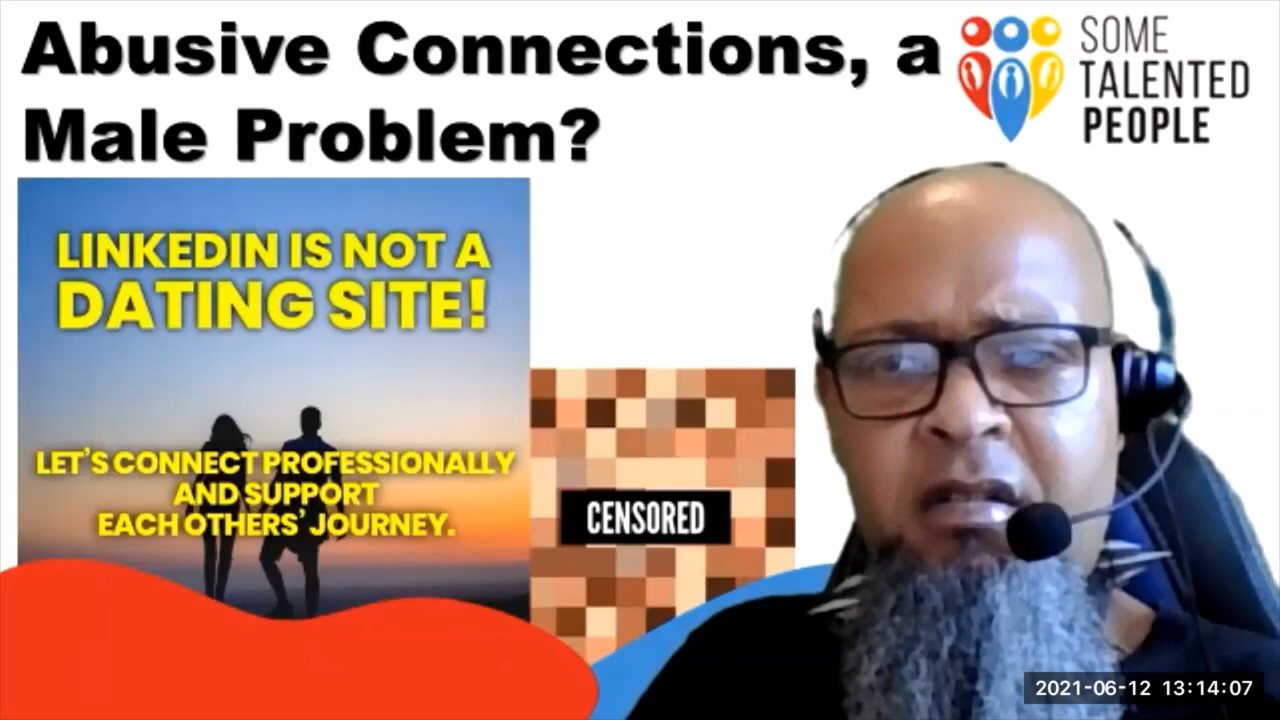 Abusive Connections, a
Male Problem?
SOME
TALENTED
PEOPLE
LINKEDIN IS NOT A
DATING SITE!
LET'S CONNECT PROFESSIONALLY
AND SUPPORT
EACH OTHERS' JOURNEY.
CENSORED
2021-06-12 13:14:07